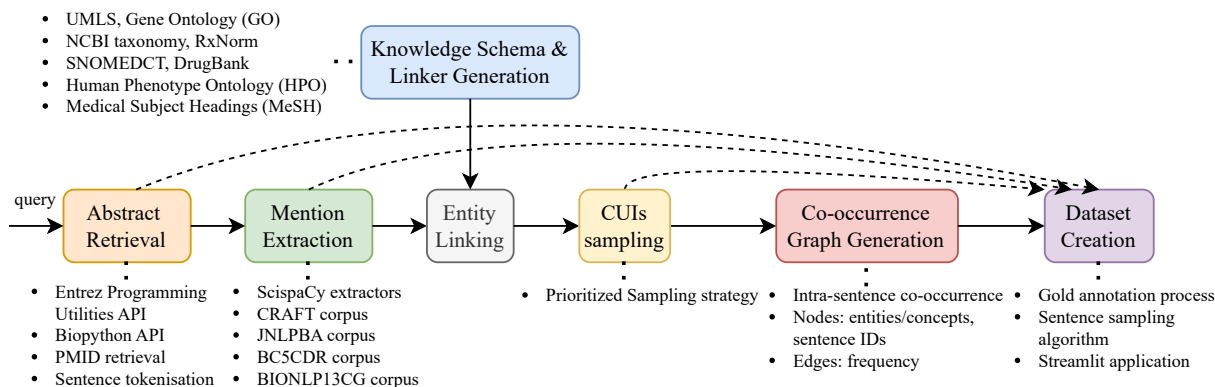 • UMLS, Gene Ontology (GO)
• NCBI taxonomy, RxNorm
• SNOMEDCT, DrugBank
• Human Phenotype Ontology (HPO)
• Medical Subject Headings (MeSH)
Knowledge Schema &
Linker Generation
query
Abstract
Retrieval
Mention
Extraction
Entity
Linking
CUIs
sampling
Co-occurrence
Graph Generation
Dataset
Creation
• Entrez Programming
Utilities API
• Biopython API
• PMID retrieval
• Sentence tokenisation
• ScispaCy extractors
• CRAFT corpus
• JNLPBA corpus
• BC5CDR corpus
• BIONLP13CG corpus
• Prioritized Sampling strategy
• Intra-sentence co-occurrence
• Nodes: entities/concepts,
sentence IDs
• Edges: frequency
• Gold annotation process
• Sentence sampling
algorithm
• Streamlit application